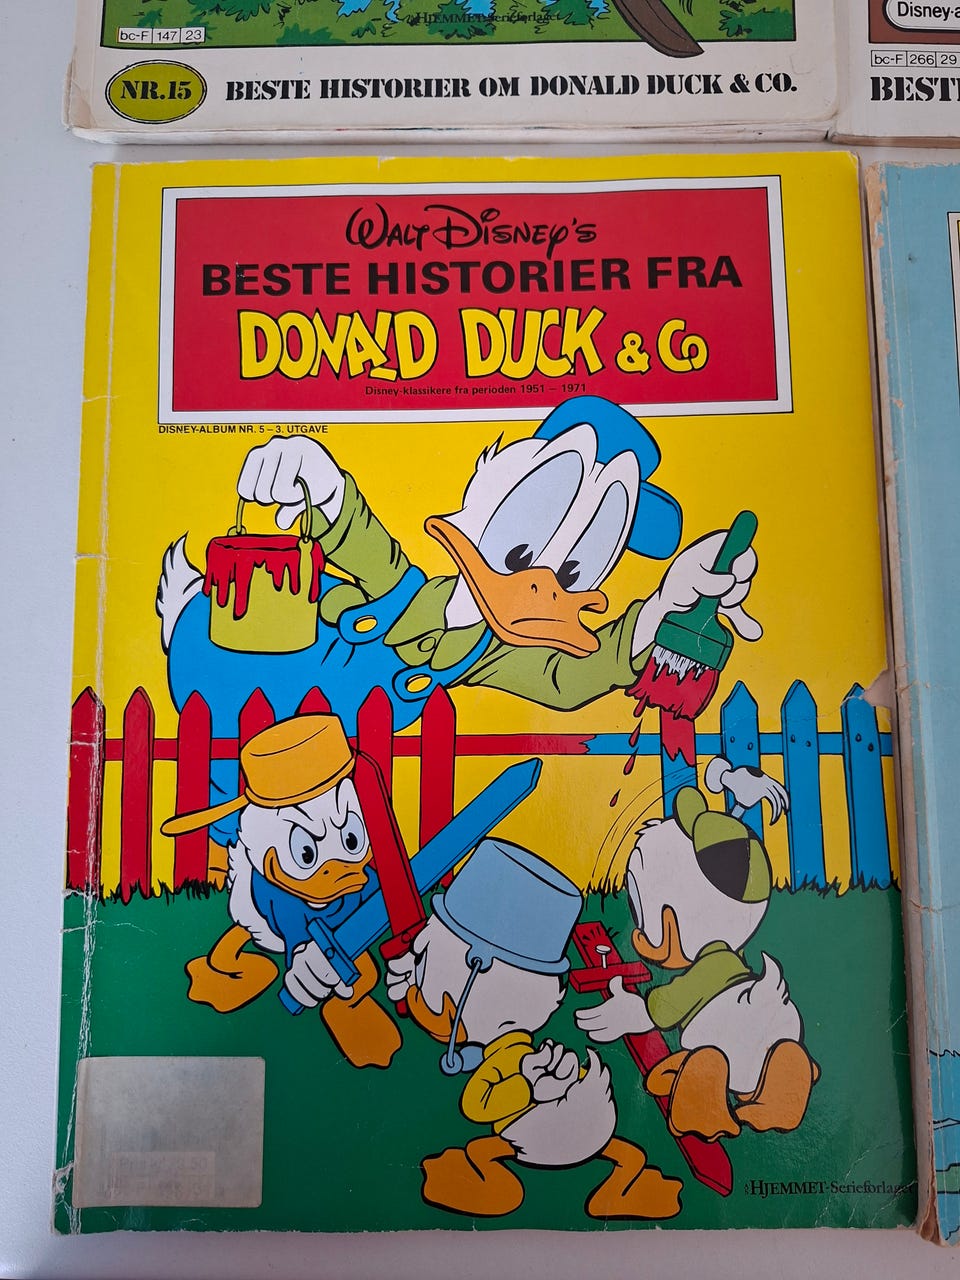 HJEMMET-Serieforlaget
bc-F 147 23
NR.15 BESTE HISTORIER OM DONALD DUCK & CO.
Disney-
bc-F 266 29
BEST
WALT DISNEY'S
BESTE HISTORIER FRA
DONALD DUCK & Co
Disney-klassikere fra perioden 1951 – 1971
DISNEY-ALBUM NR. 5 – 3. UTGAVE
HJEMMET-Serieforlaget